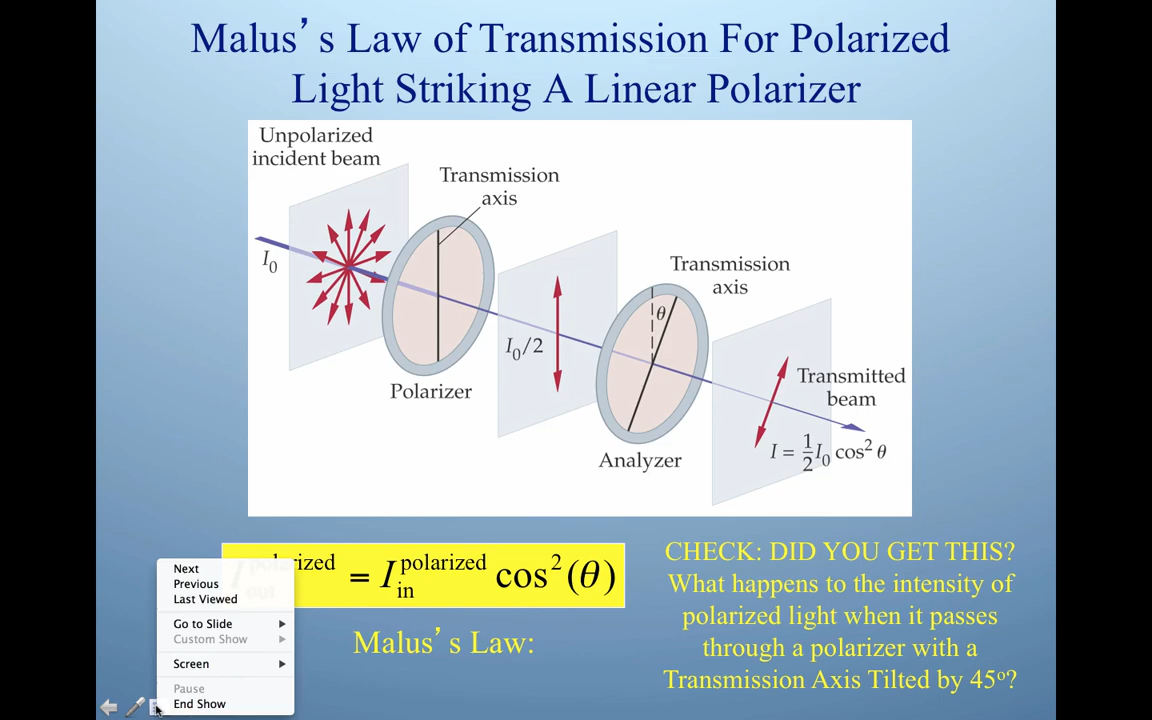 Malus’s Law of Transmission For Polarized
Light Striking A Linear Polarizer
Unpolarized
incident beam
Transmission
axis
I₀
Polarizer
I₀/2
Transmission
axis
θ
Analyzer
Transmitted
beam
I = 1/2 I₀ cos² θ
polarized = I in polarized cos²(θ)
Malus’s Law:
CHECK: DID YOU GET THIS?
What happens to the intensity of
polarized light when it passes
through a polarizer with a
Transmission Axis Tilted by 45º?
Next
Previous
Last Viewed
Go to Slide
Custom Show
Screen
Pause
End Show